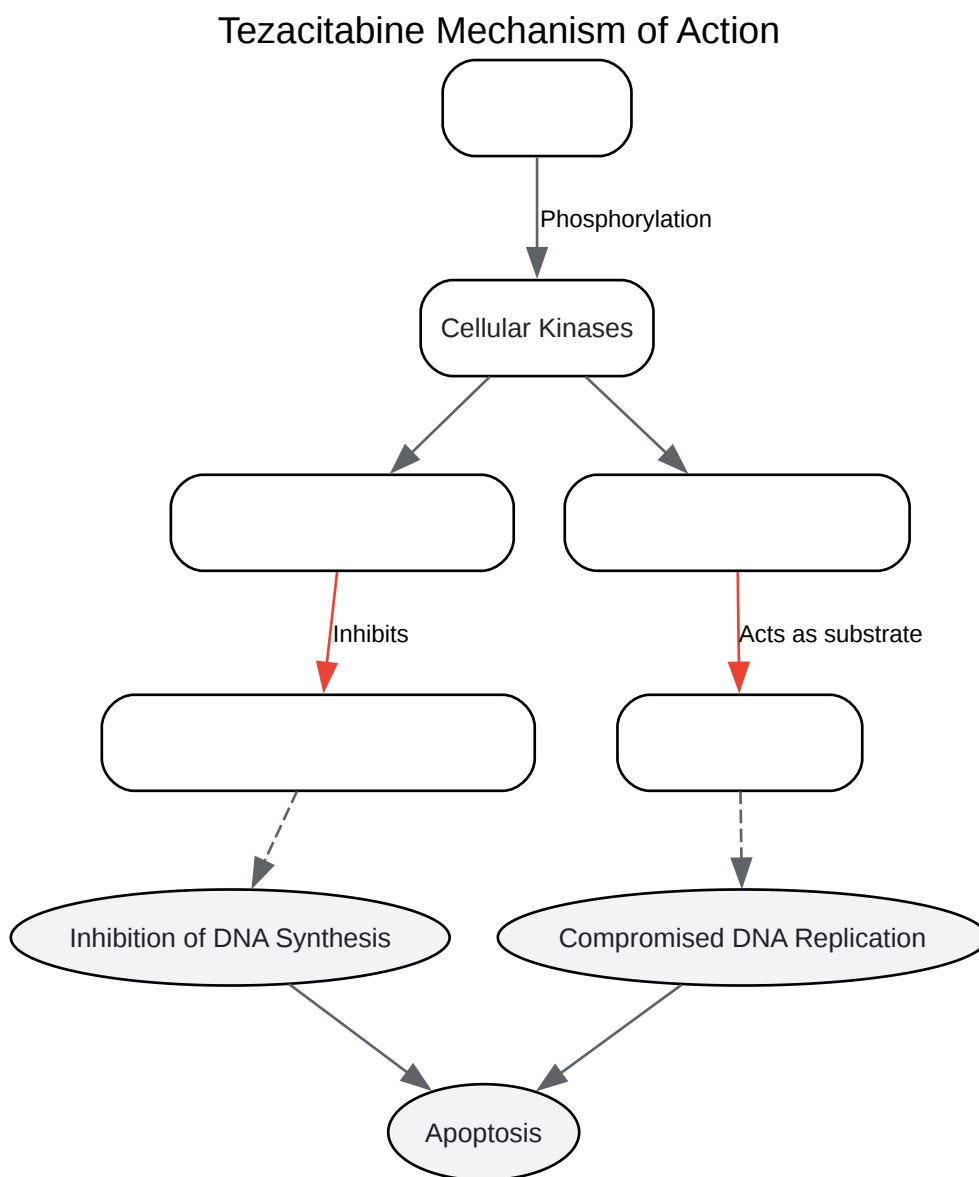 Tezacitabine Mechanism of Action
Phosphorylation
Cellular Kinases
Inhibits
Acts as substrate
Inhibition of DNA Synthesis
Compromised DNA Replication
Apoptosis